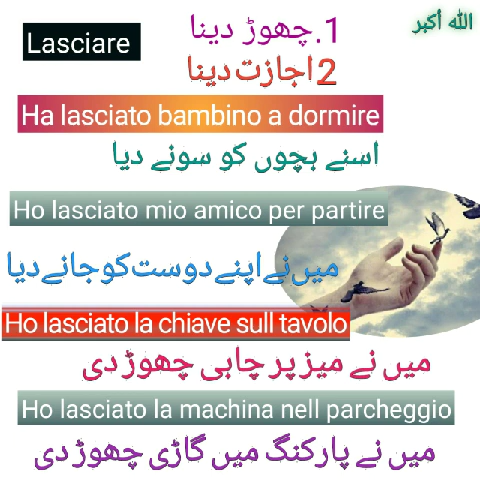 الله أكبر
Lasciare
1.چھوڑ دینا
2اجازت دینا
Ha lasciato bambino a dormire
اسنے بچوں کو سونے دیا
Ho lasciato mio amico per partire
میں نے اپنے دوست کو جانے دیا
Ho lasciato la chiave sull tavolo
میں نے میز پر چابی چھوڑ دی
Ho lasciato la machina nell parcheggio
میں نے پارکنگ میں گاڑی چھوڑ دی